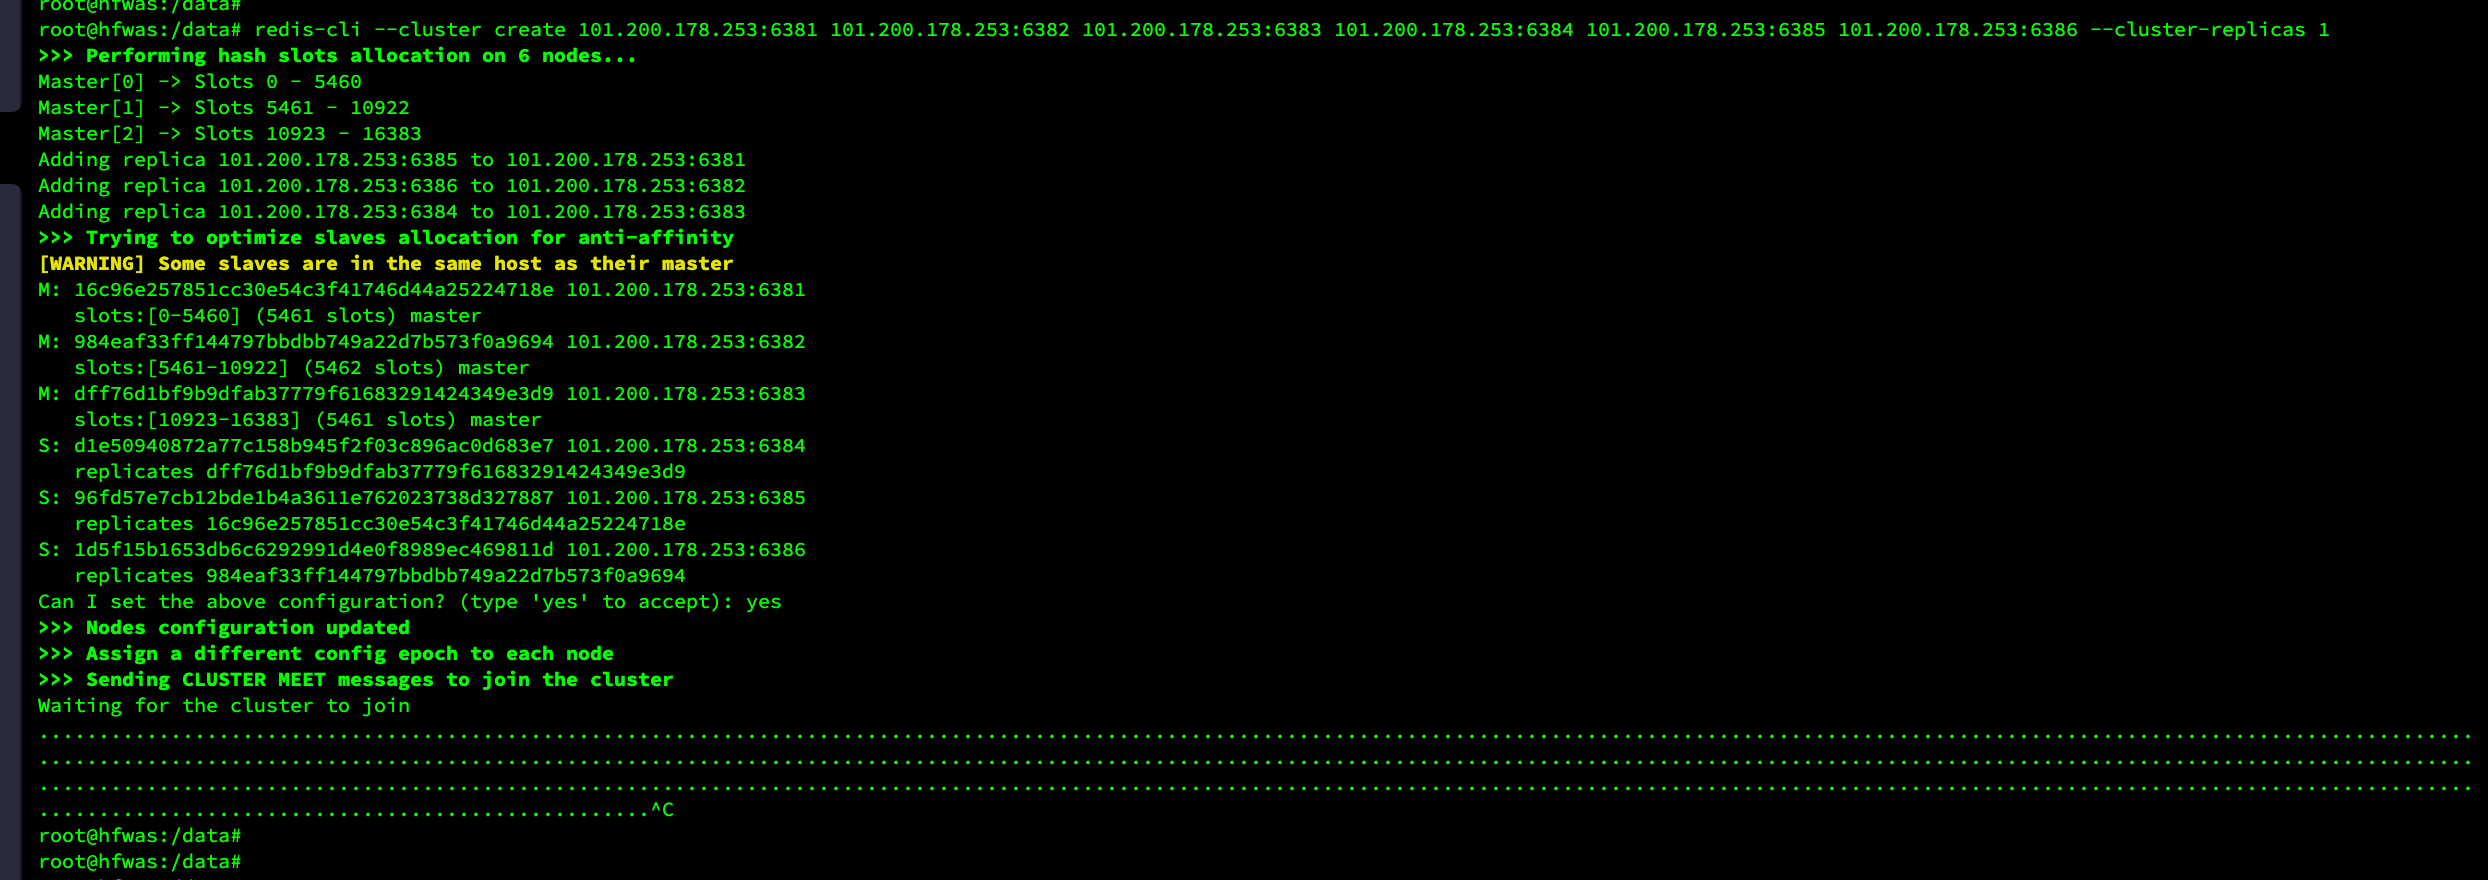 root@hfwas:/data#
root@hfwas:/data# redis-cli --cluster create 101.200.178.253:6381 101.200.178.253:6382 101.200.178.253:6383 101.200.178.253:6384 101.200.178.253:6385 101.200.178.253:6386 --cluster-replicas 1
>>> Performing hash slots allocation on 6 nodes...
Master[0] -> Slots 0 - 5460
Master[1] -> Slots 5461 - 10922
Master[2] -> Slots 10923 - 16383
Adding replica 101.200.178.253:6385 to 101.200.178.253:6381
Adding replica 101.200.178.253:6386 to 101.200.178.253:6382
Adding replica 101.200.178.253:6384 to 101.200.178.253:6383
>>> Trying to optimize slaves allocation for anti-affinity
[WARNING] Some slaves are in the same host as their master
M: 16c96e257851cc30e54c3f41746d44a25224718e 101.200.178.253:6381
   slots:[0-5460] (5461 slots) master
M: 984eaf33ff144797bbdbb749a22d7b573f0a9694 101.200.178.253:6382
   slots:[5461-10922] (5462 slots) master
M: dff76d1bf9b9dfab37779f61683291424349e3d9 101.200.178.253:6383
   slots:[10923-16383] (5461 slots) master
S: d1e50940872a77c158b945f2f03c896ac0d683e7 101.200.178.253:6384
   replicates dff76d1bf9b9dfab37779f61683291424349e3d9
S: 96fd57e7cb12bde1b4a3611e762023738d327887 101.200.178.253:6385
   replicates 16c96e257851cc30e54c3f41746d44a25224718e
S: 1d5f15b1653db6c6292991d4e0f8989ec469811d 101.200.178.253:6386
   replicates 984eaf33ff144797bbdbb749a22d7b573f0a9694
Can I set the above configuration? (type 'yes' to accept): yes
>>> Nodes configuration updated
>>> Assign a different config epoch to each node
>>> Sending CLUSTER MEET messages to join the cluster
Waiting for the cluster to join
...........................................................................................................................................................................................................
...........................................................................................................................................................................................................
...........................................................................................................................................................................................................
...................................................^C
root@hfwas:/data#
root@hfwas:/data#